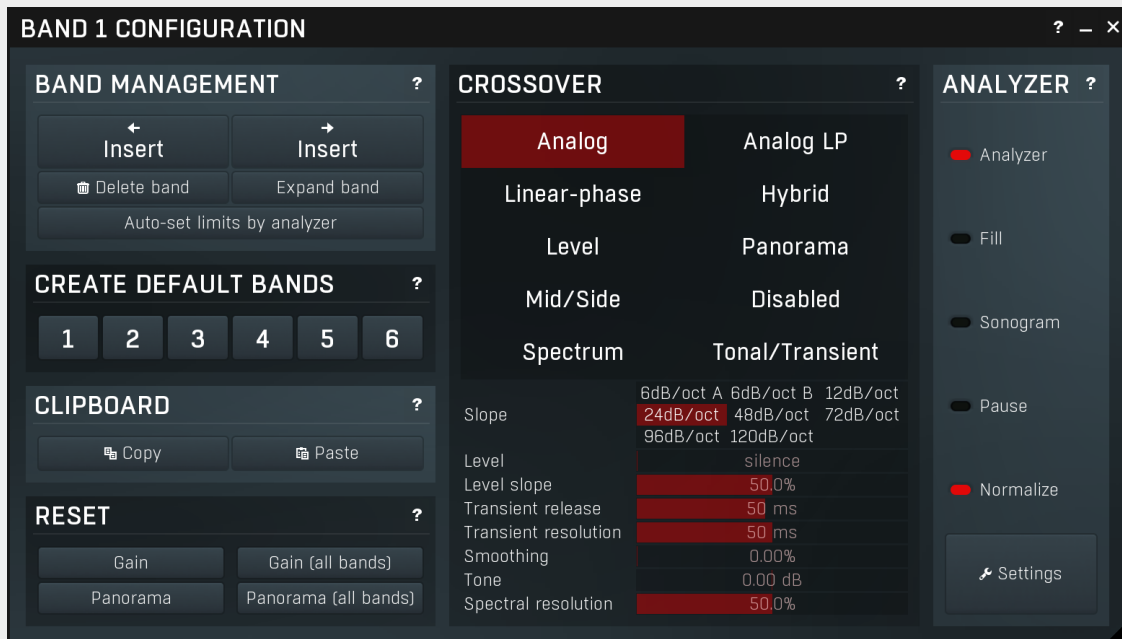 BAND 1 CONFIGURATION ?
BAND MANAGEMENT ?
Insert Insert
Delete band Expand band
Auto-set limits by analyzer
CREATE DEFAULT BANDS ?
1 2 3 4 5 6
CLIPBOARD ?
Copy Paste
RESET ?
Gain Gain (all bands)
Panorama Panorama (all bands)
CROSSOVER ?
Analog Analog LP
Linear-phase Hybrid
Level Panorama
Mid/Side Disabled
Spectrum Tonal/Transient
6dB/oct A 6dB/oct B 12dB/oct
Slope 24dB/oct 48dB/oct 72dB/oct
96dB/oct 120dB/oct
Level silence
Level slope 50.0%
Transient release 50 ms
Transient resolution 50 ms
Smoothing 0.00%
Tone 0.00 dB
Spectral resolution 50.0%
ANALYZER ?
Analyzer
Fill
Sonogram
Pause
Normalize
Settings